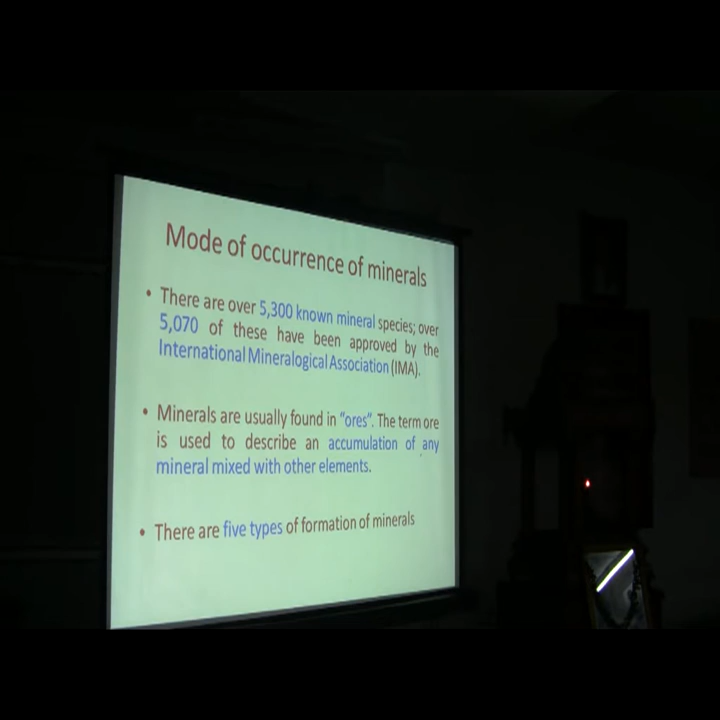 Mode of occurrence of minerals
• There are over 5,300 known mineral species; over
5,070 of these have been approved by the
International Mineralogical Association (IMA).
• Minerals are usually found in “ores”. The term ore
is used to describe an accumulation of any
mineral mixed with other elements.
• There are five types of formation of minerals